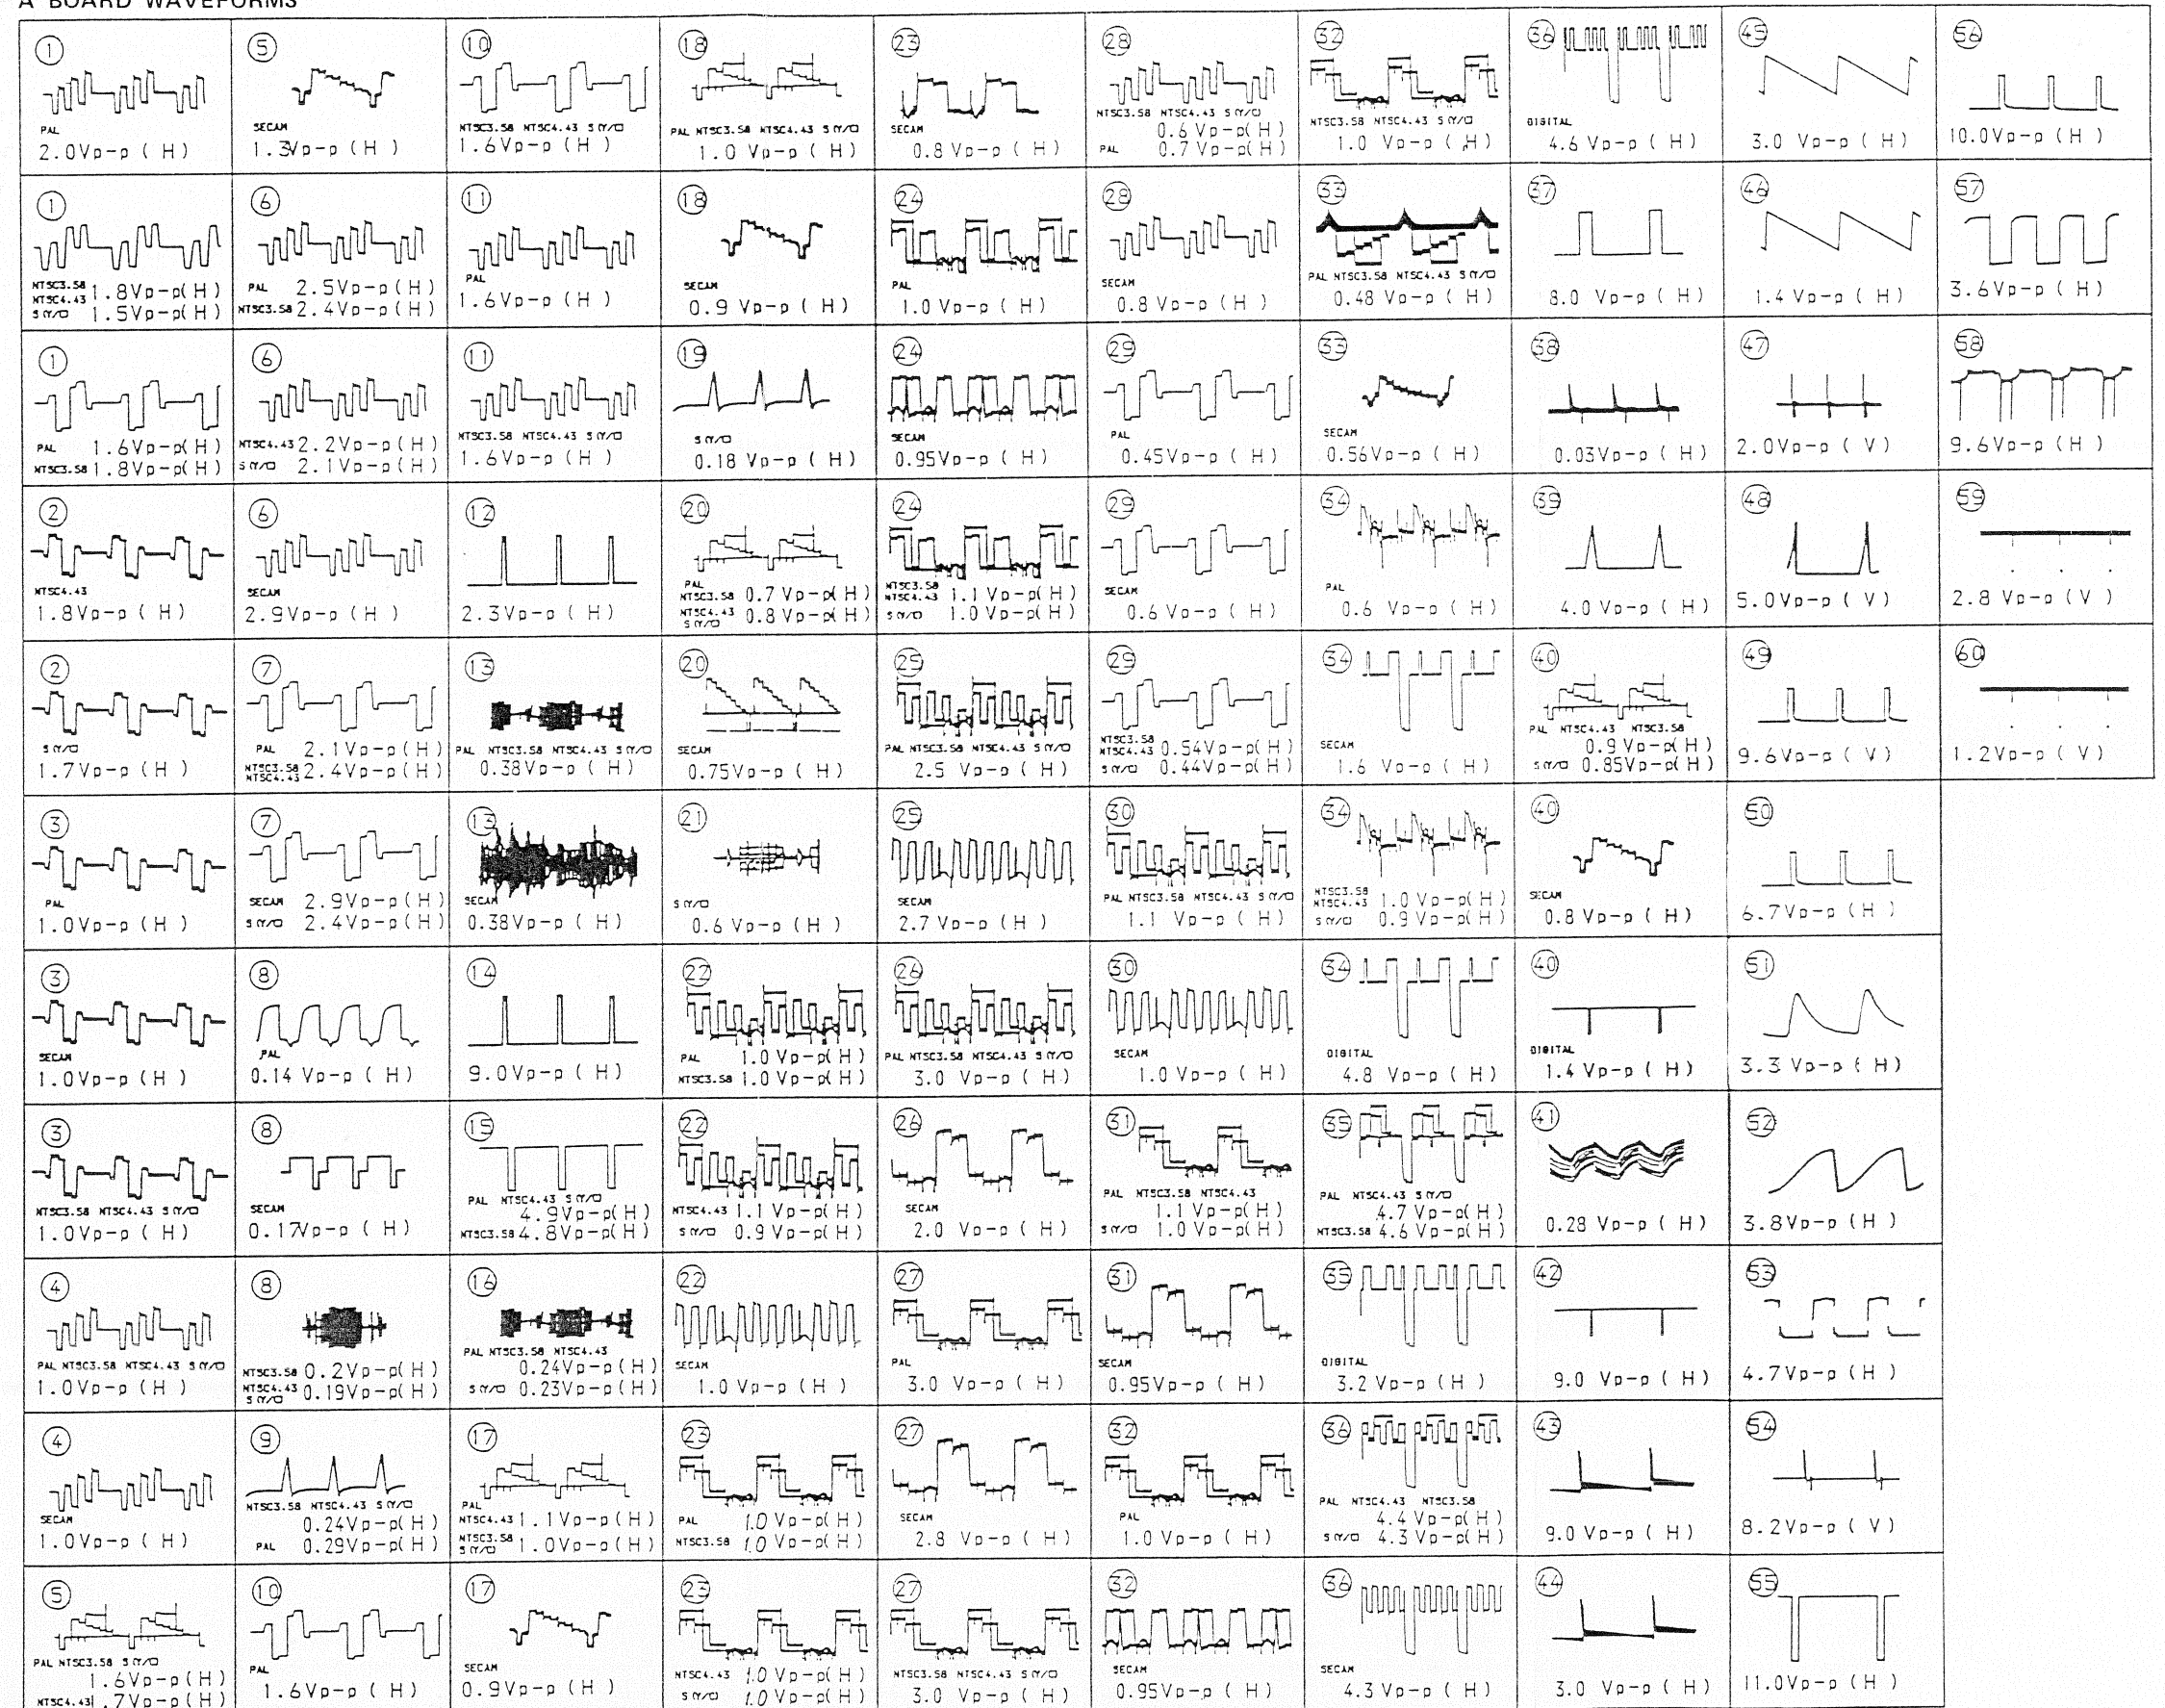 A BOARD WAVEFORMS
1
PAL
2.0Vp-p (H)
1
NTSC3.58 1.8Vp-p(H)
NTSC4.43
S (Y/C) 1.5Vp-p(H)
1
PAL 1.6Vp-p(H)
NTSC3.58 1.8Vp-p(H)
2
NTSC4.43
1.8Vp-p (H)
2
S (Y/C)
1.7Vp-p (H)
3
PAL
1.0Vp-p (H)
3
SECAM
1.0Vp-p (H)
3
NTSC3.58 NTSC4.43 S (Y/C)
1.0Vp-p (H)
4
PAL NTSC3.58 NTSC4.43 S (Y/C)
1.0Vp-p (H)
4
SECAM
1.0Vp-p (H)
5
PAL NTSC3.58 S (Y/C)
1.6Vp-p(H)
NTSC4.43 1.7Vp-p(H)
5
SECAM
1.3Vp-p (H)
6
PAL 2.5Vp-p(H)
NTSC3.58 2.4Vp-p(H)
6
NTSC4.43 2.2Vp-p(H)
S (Y/C) 2.1Vp-p(H)
6
SECAM
2.9Vp-p (H)
7
PAL 2.1Vp-p(H)
NTSC3.58
NTSC4.43 2.4Vp-p(H)
7
SECAM 2.9Vp-p(H)
S (Y/C) 2.4Vp-p(H)
8
PAL
0.14 Vp-p (H)
8
SECAM
0.17Vp-p (H)
8
NTSC3.58 0.2Vp-p(H)
NTSC4.43 0.19Vp-p(H)
S (Y/C)
9
NTSC3.58 NTSC4.43 S (Y/C)
0.24Vp-p(H)
PAL 0.29Vp-p(H)
10
PAL
1.6Vp-p (H)
10
NTSC3.58 NTSC4.43 S (Y/C)
1.6Vp-p (H)
11
PAL
1.6Vp-p (H)
11
NTSC3.58 NTSC4.43 S (Y/C)
1.6Vp-p (H)
12
2.3Vp-p (H)
13
PAL NTSC3.58 NTSC4.43 S (Y/C)
0.38Vp-p (H)
13
SECAM
0.38Vp-p (H)
14
9.0Vp-p (H)
15
PAL NTSC4.43 S (Y/C)
4.9Vp-p(H)
NTSC3.58 4.8Vp-p(H)
16
PAL NTSC3.58 NTSC4.43
0.24Vp-p(H)
S (Y/C) 0.23Vp-p(H)
17
PAL
NTSC4.43 1.1Vp-p(H)
NTSC3.58
S (Y/C) 1.0Vp-p(H)
17
SECAM
0.9Vp-p (H)
18
PAL NTSC3.58 NTSC4.43 S (Y/C)
1.0 Vp-p (H)
18
SECAM
0.9 Vp-p (H)
19
S (Y/C)
0.18 Vp-p (H)
20
PAL
NTSC3.58 0.7 Vp-p(H)
NTSC4.43
S (Y/C) 0.8 Vp-p(H)
20
SECAM
0.75Vp-p (H)
21
S (Y/C)
0.6 Vp-p (H)
22
PAL 1.0 Vp-p(H)
NTSC3.58 1.0 Vp-p(H)
22
NTSC4.43 1.1 Vp-p(H)
S (Y/C) 0.9 Vp-p(H)
22
SECAM
1.0 Vp-p (H)
23
PAL 1.0 Vp-p(H)
NTSC3.58 1.0 Vp-p(H)
23
NTSC4.43 1.0 Vp-p(H)
S (Y/C) 1.0 Vp-p(H)
23
SECAM
0.8Vp-p (H)
24
PAL
1.0Vp-p (H)
24
SECAM
0.95Vp-p (H)
24
NTSC3.58
NTSC4.43 1.1 Vp-p(H)
S (Y/C) 1.0 Vp-p(H)
25
PAL NTSC3.58 NTSC4.43 S (Y/C)
2.5 Vp-p (H)
25
SECAM
2.7 Vp-p (H)
26
PAL NTSC3.58 NTSC4.43 S (Y/C)
3.0 Vp-p (H)
26
SECAM
2.0 Vp-p (H)
27
PAL
3.0 Vp-p (H)
27
SECAM
2.8 Vp-p (H)
27
NTSC3.58 NTSC4.43 S (Y/C)
3.0 Vp-p (H)
28
NTSC3.58 NTSC4.43 S (Y/C)
0.6 Vp-p(H)
PAL 0.7 Vp-p(H)
28
SECAM
0.8 Vp-p (H)
29
PAL
0.45Vp-p (H)
29
SECAM
0.6 Vp-p (H)
29
NTSC3.58
NTSC4.43 0.54Vp-p(H)
S (Y/C) 0.44Vp-p(H)
30
PAL NTSC3.58 NTSC4.43 S (Y/C)
1.1 Vp-p (H)
30
SECAM
1.0 Vp-p (H)
31
PAL NTSC3.58 NTSC4.43
1.1 Vp-p(H)
S (Y/C) 1.0 Vp-p(H)
31
SECAM
0.95Vp-p (H)
32
PAL
1.0Vp-p (H)
32
SECAM
0.95Vp-p (H)
32
NTSC3.58 NTSC4.43 S (Y/C)
1.0 Vp-p (H)
33
PAL NTSC3.58 NTSC4.43 S (Y/C)
0.48 Vp-p (H)
33
SECAM
0.56Vp-p (H)
34
PAL
0.6 Vp-p (H)
34
SECAM
1.6 Vp-p (H)
34
NTSC3.58
NTSC4.43 1.0 Vp-p(H)
S (Y/C) 0.9 Vp-p(H)
34
DIGITAL
4.8 Vp-p (H)
35
PAL NTSC4.43 S (Y/C)
4.7 Vp-p(H)
NTSC3.58 4.6 Vp-p(H)
35
DIGITAL
3.2 Vp-p (H)
36
PAL NTSC4.43 NTSC3.58
4.4 Vp-p(H)
S (Y/C) 4.3 Vp-p(H)
36
SECAM
4.3 Vp-p (H)
36
DIGITAL
4.6 Vp-p (H)
37
8.0 Vp-p (H)
38
0.03Vp-p (H)
39
4.0 Vp-p (H)
40
PAL NTSC4.43 NTSC3.58
0.9 Vp-p(H)
S (Y/C) 0.85Vp-p(H)
40
SECAM
0.8 Vp-p (H)
40
DIGITAL
1.4 Vp-p (H)
41
0.28 Vp-p (H)
42
9.0 Vp-p (H)
43
9.0 Vp-p (H)
44
3.0 Vp-p (H)
45
3.0 Vp-p (H)
46
1.4 Vp-p (H)
47
2.0Vp-p (V)
48
5.0Vp-p (V)
49
9.6Vp-p (V)
50
6.7Vp-p (H)
51
3.3 Vp-p (H)
52
3.8Vp-p (H)
53
4.7Vp-p (H)
54
8.2Vp-p (V)
55
11.0Vp-p (H)
56
10.0Vp-p (H)
57
3.6Vp-p (H)
58
9.6Vp-p (H)
59
2.8 Vp-p (V)
60
1.2Vp-p (V)